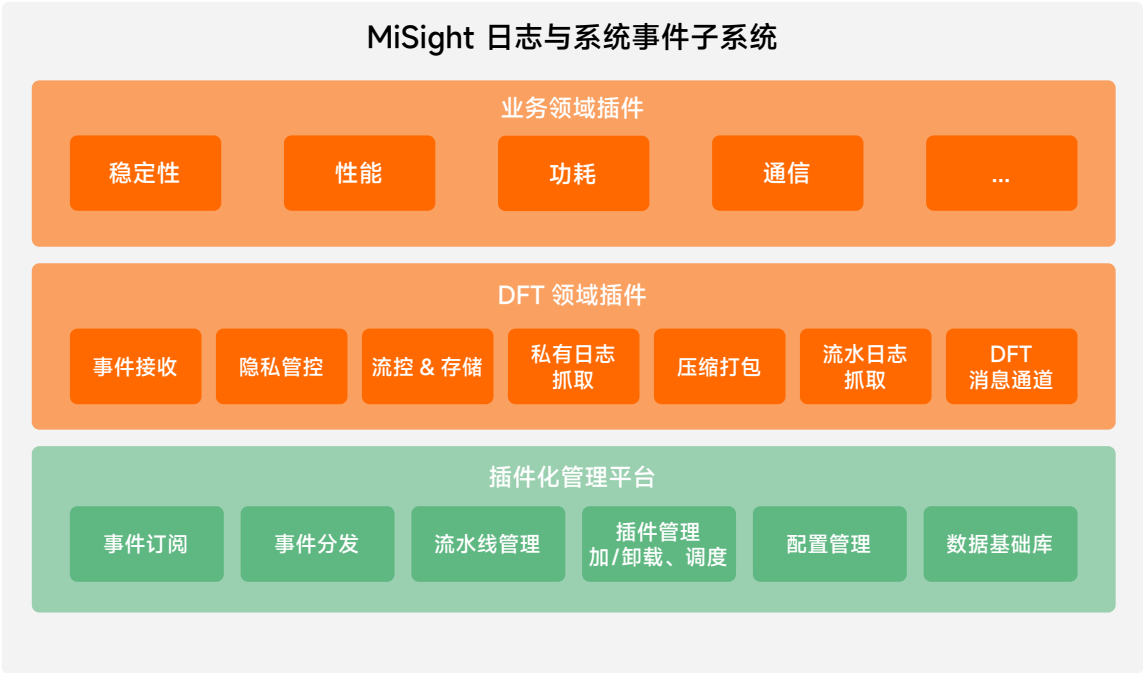 MiSight 日志与系统事件子系统
业务领域插件
稳定性
性能
功耗
通信
...
DFT 领域插件
事件接收
隐私管控
流控 & 存储
私有日志
抓取
压缩打包
流水日志
抓取
DFT
消息通道
插件化管理平台
事件订阅
事件分发
流水线管理
插件管理
加/卸载、调度
配置管理
数据基础库